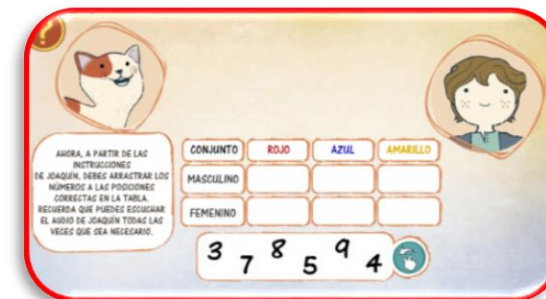 ?
AHORA, A PARTIR DE LAS
INSTRUCCIONES
DE JOAQUÍN, DEBES ARRASTRAR LOS
NÚMEROS A LAS POSICIONES
CORRECTAS EN LA TABLA.
RECUERDA QUE PUEDES ESCUCHAR
EL AUDIO DE JOAQUÍN TODAS LAS
VECES QUE SEA NECESARIO.
CONJUNTO ROJO AZUL AMARILLO
MASCULINO
FEMENINO
3 7 8 5 9 4